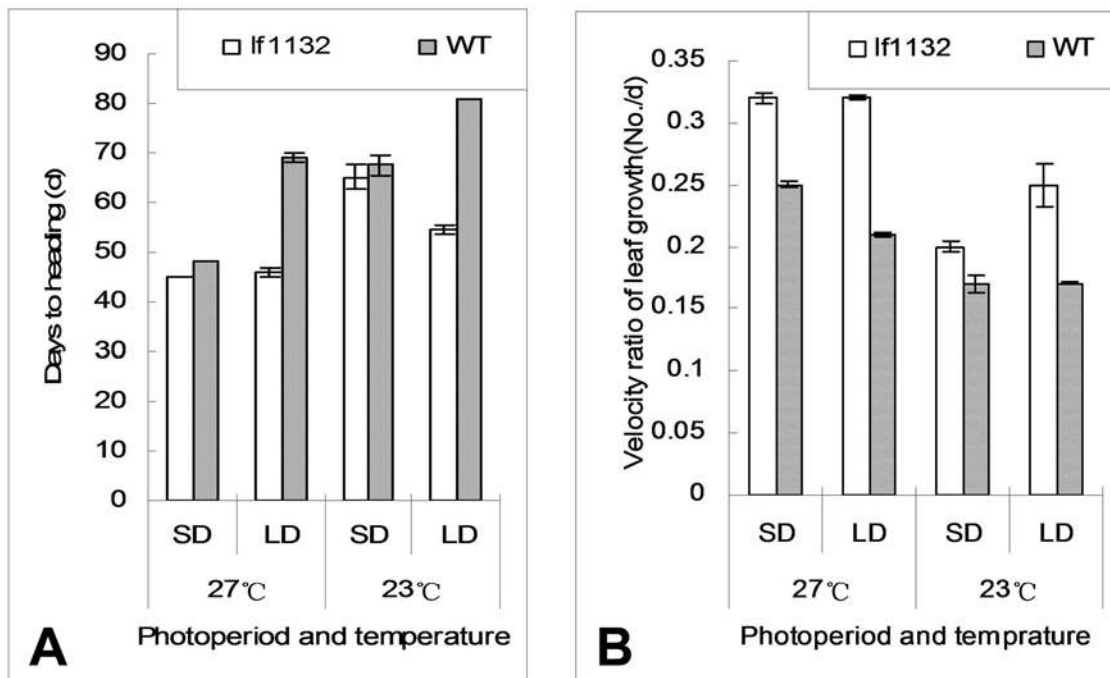 lf1132 WT
90
80
70
60
50
40
30
20
10
0
Days to heading (d)
SD LD SD LD
27℃ 23℃
Photoperiod and temperature
A
lf1132 WT
0.35
0.3
0.25
0.2
0.15
0.1
0.05
0
Velocity ratio of leaf growth(No./d)
SD LD SD LD
27℃ 23℃
Photoperiod and temprature
B